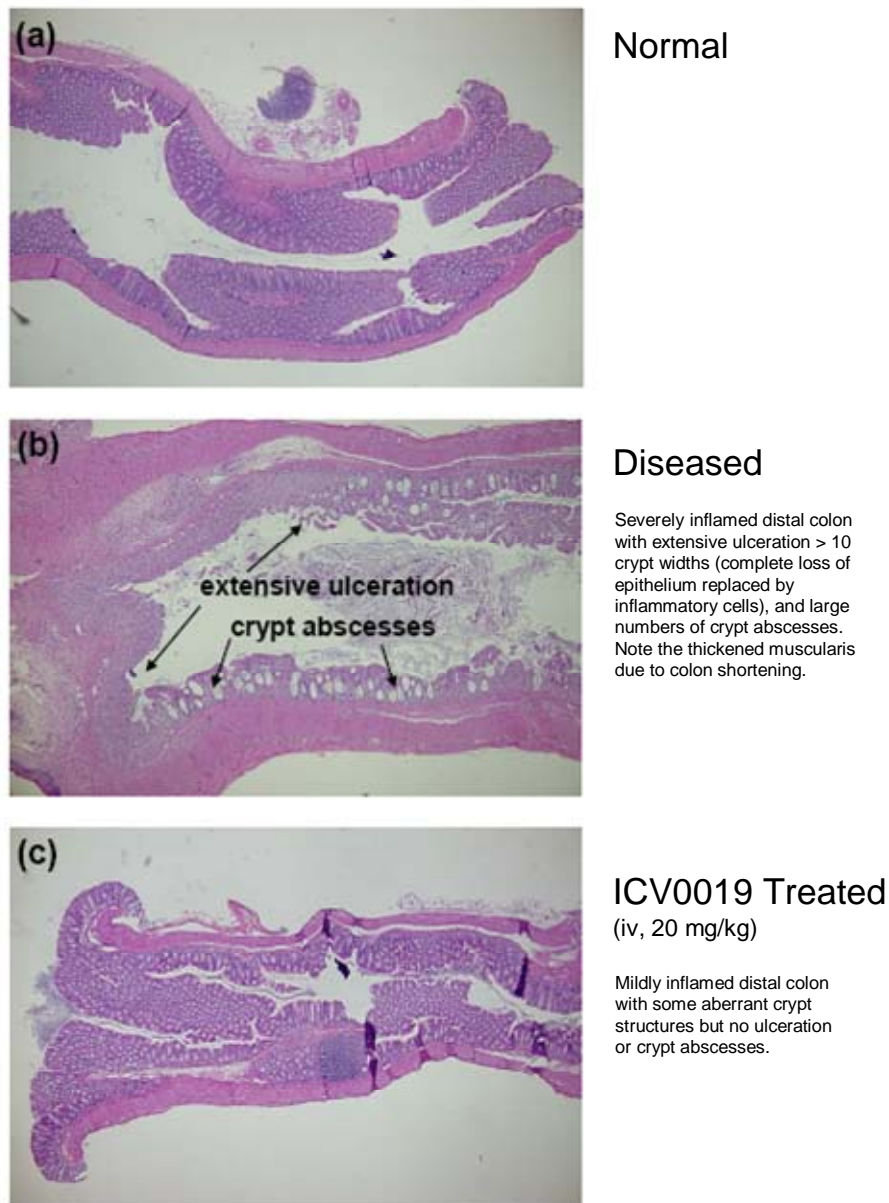 (a)
Normal
(b)
Diseased
Severely inflamed distal colon
with extensive ulceration > 10
crypt widths (complete loss of
epithelium replaced by
inflammatory cells), and large
numbers of crypt abscesses.
Note the thickened muscularis
due to colon shortening.
extensive ulceration
crypt abscesses
(c)
ICV0019 Treated
(iv, 20 mg/kg)
Mildly inflamed distal colon
with some aberrant crypt
structures but no ulceration
or crypt abscesses.